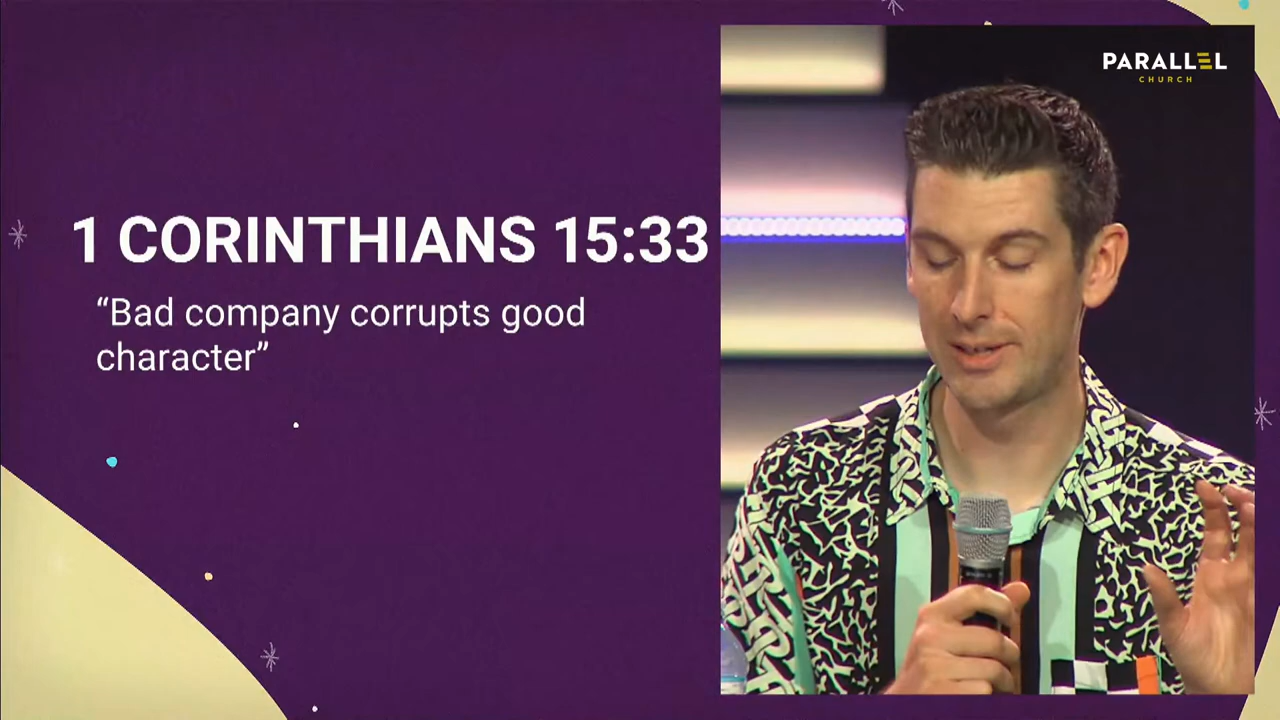 PARALLEL
CHURCH
1 CORINTHIANS 15:33
“Bad company corrupts good
character”